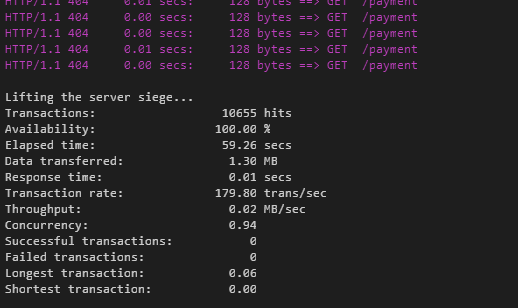 HTTP/1.1 404 0.01 secs: 128 bytes ==> GET /payment
HTTP/1.1 404 0.00 secs: 128 bytes ==> GET /payment
HTTP/1.1 404 0.00 secs: 128 bytes ==> GET /payment
HTTP/1.1 404 0.01 secs: 128 bytes ==> GET /payment
HTTP/1.1 404 0.00 secs: 128 bytes ==> GET /payment
Lifting the server siege...
Transactions: 10655 hits
Availability: 100.00 %
Elapsed time: 59.26 secs
Data transferred: 1.30 MB
Response time: 0.01 secs
Transaction rate: 179.80 trans/sec
Throughput: 0.02 MB/sec
Concurrency: 0.94
Successful transactions: 0
Failed transactions: 0
Longest transaction: 0.06
Shortest transaction: 0.00